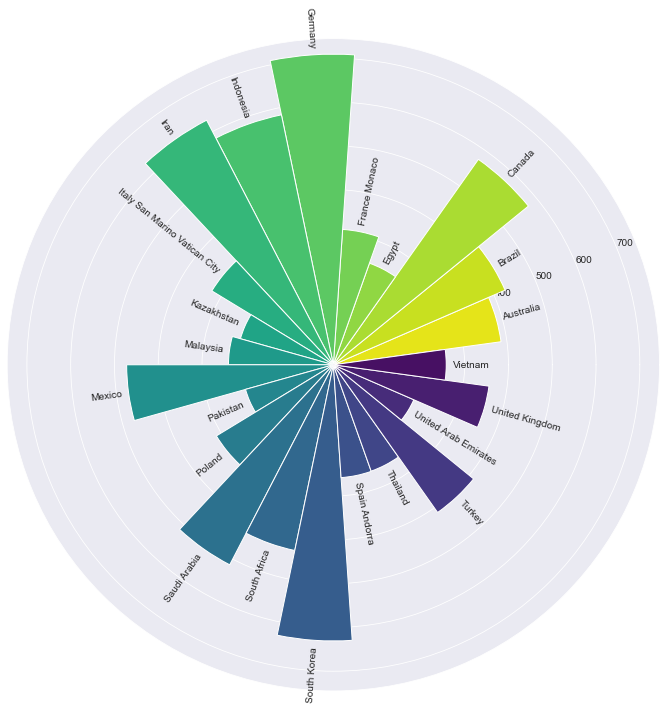 Germany
Indonesia
Iran
Italy San Marino Vatican City
Kazakhstan
Malaysia
Mexico
Pakistan
Poland
Saudi Arabia
South Africa
South Korea
Spain Andorra
Thailand
Turkey
United Arab Emirates
United Kingdom
Vietnam
Australia
Brazil
Canada
Egypt
France Monaco
500
600
700